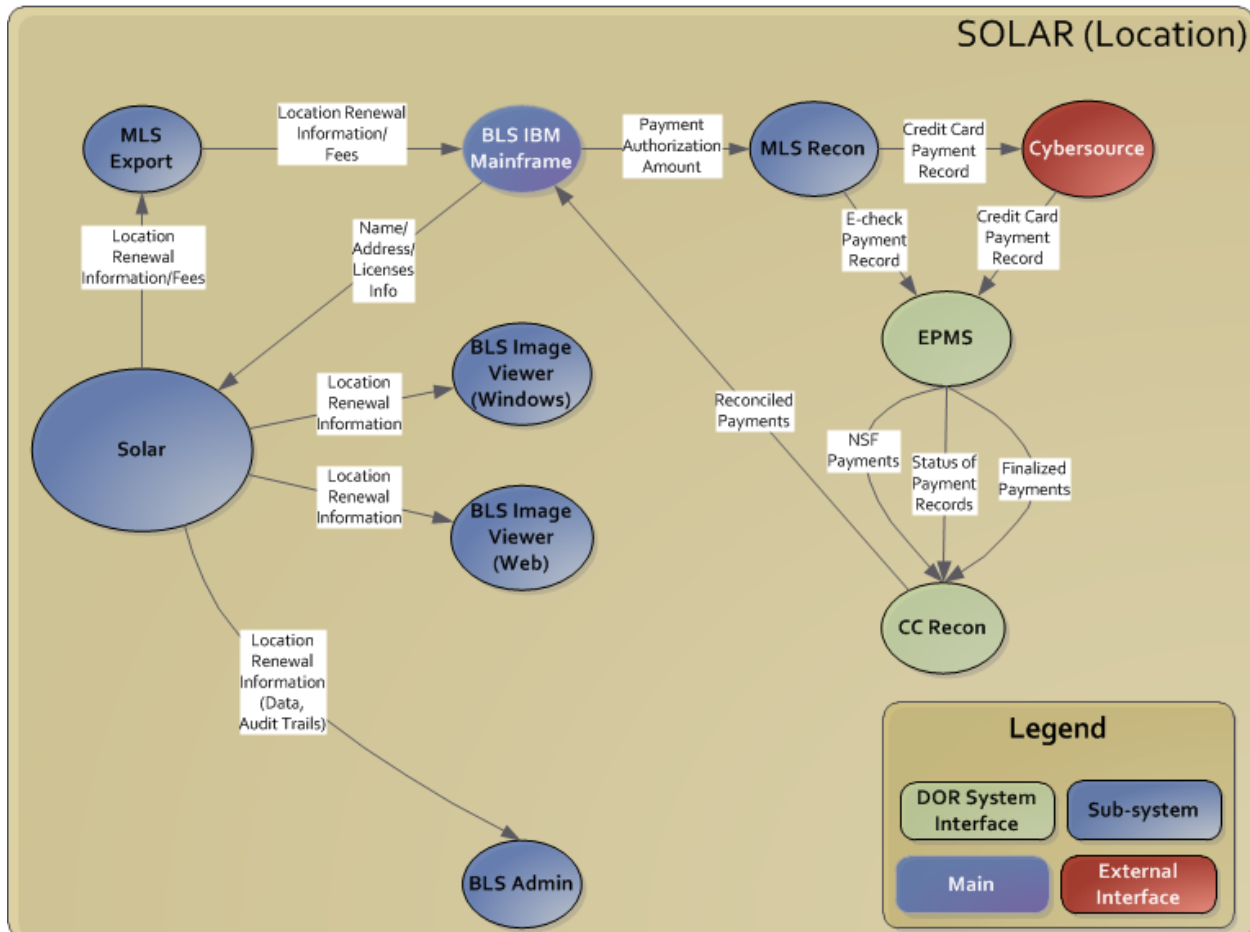 SOLAR (Location)
MLS
Export
Location Renewal
Information/
Fees
BLS IBM
Mainframe
Payment
Authorization
Amount
MLS Recon
Credit Card
Payment
Record
Cybersource
Location
Renewal
Information/Fees
Name/
Address/
Licenses
Info
E-check
Payment
Record
Credit Card
Payment
Record
EPMS
BLS Image
Viewer
(Windows)
Location
Renewal
Information
Solar
Reconciled
Payments
NSF
Payments
Status of
Payment
Records
Finalized
Payments
Location
Renewal
Information
BLS Image
Viewer
(Web)
CC Recon
Location
Renewal
Information
(Data,
Audit Trails)
BLS Admin
Legend
DOR System
Interface
Sub-system
Main
External
Interface